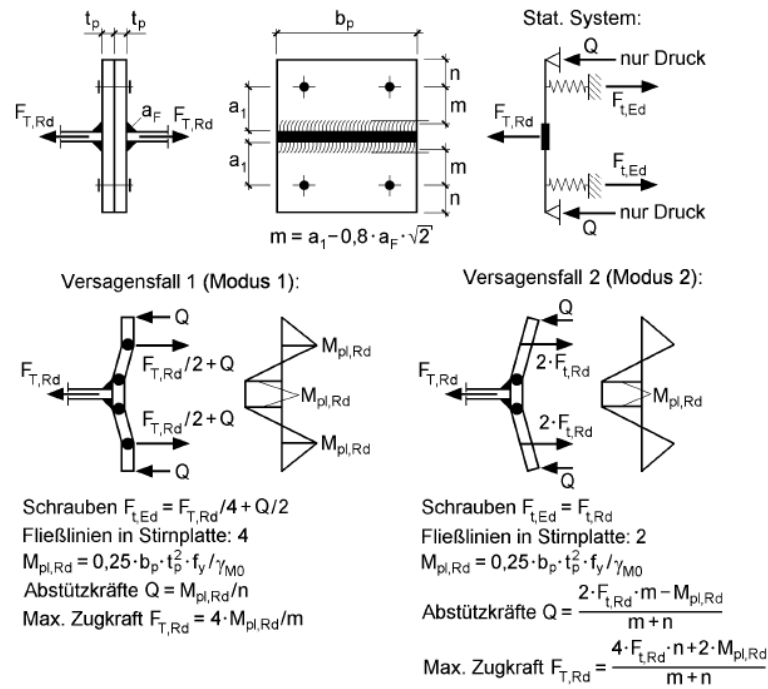 t_p t_p
F_T,Rd
a_F
F_T,Rd
b_p
a_1
a_1
n
m
m
n
m = a_1–0,8·a_F·√2
Stat. System:
Q
nur Druck
F_t,Ed
F_T,Rd
F_t,Ed
Q
nur Druck
Versagensfall 1 (Modus 1):
Q
F_T,Rd/2+Q
F_T,Rd
F_T,Rd/2+Q
Q
M_pl,Rd
M_pl,Rd
M_pl,Rd
Schrauben F_t,Ed = F_T,Rd/4 + Q/2
Fließlinien in Stirnplatte: 4
M_pl,Rd = 0,25·b_p·t_p^2·f_y/γ_M0
Abstützkräfte Q = M_pl,Rd/n
Max. Zugkraft F_T,Rd = 4·M_pl,Rd/m
Versagensfall 2 (Modus 2):
Q
2·F_t,Rd
F_T,Rd
2·F_t,Rd
Q
M_pl,Rd
Schrauben F_t,Ed = F_t,Rd
Fließlinien in Stirnplatte: 2
M_pl,Rd = 0,25·b_p·t_p^2·f_y/γ_M0
Abstützkräfte Q = (2·F_t,Rd·m – M_pl,Rd)/(m+n)
Max. Zugkraft F_T,Rd = (4·F_t,Rd·n+2·M_pl,Rd)/(m+n)